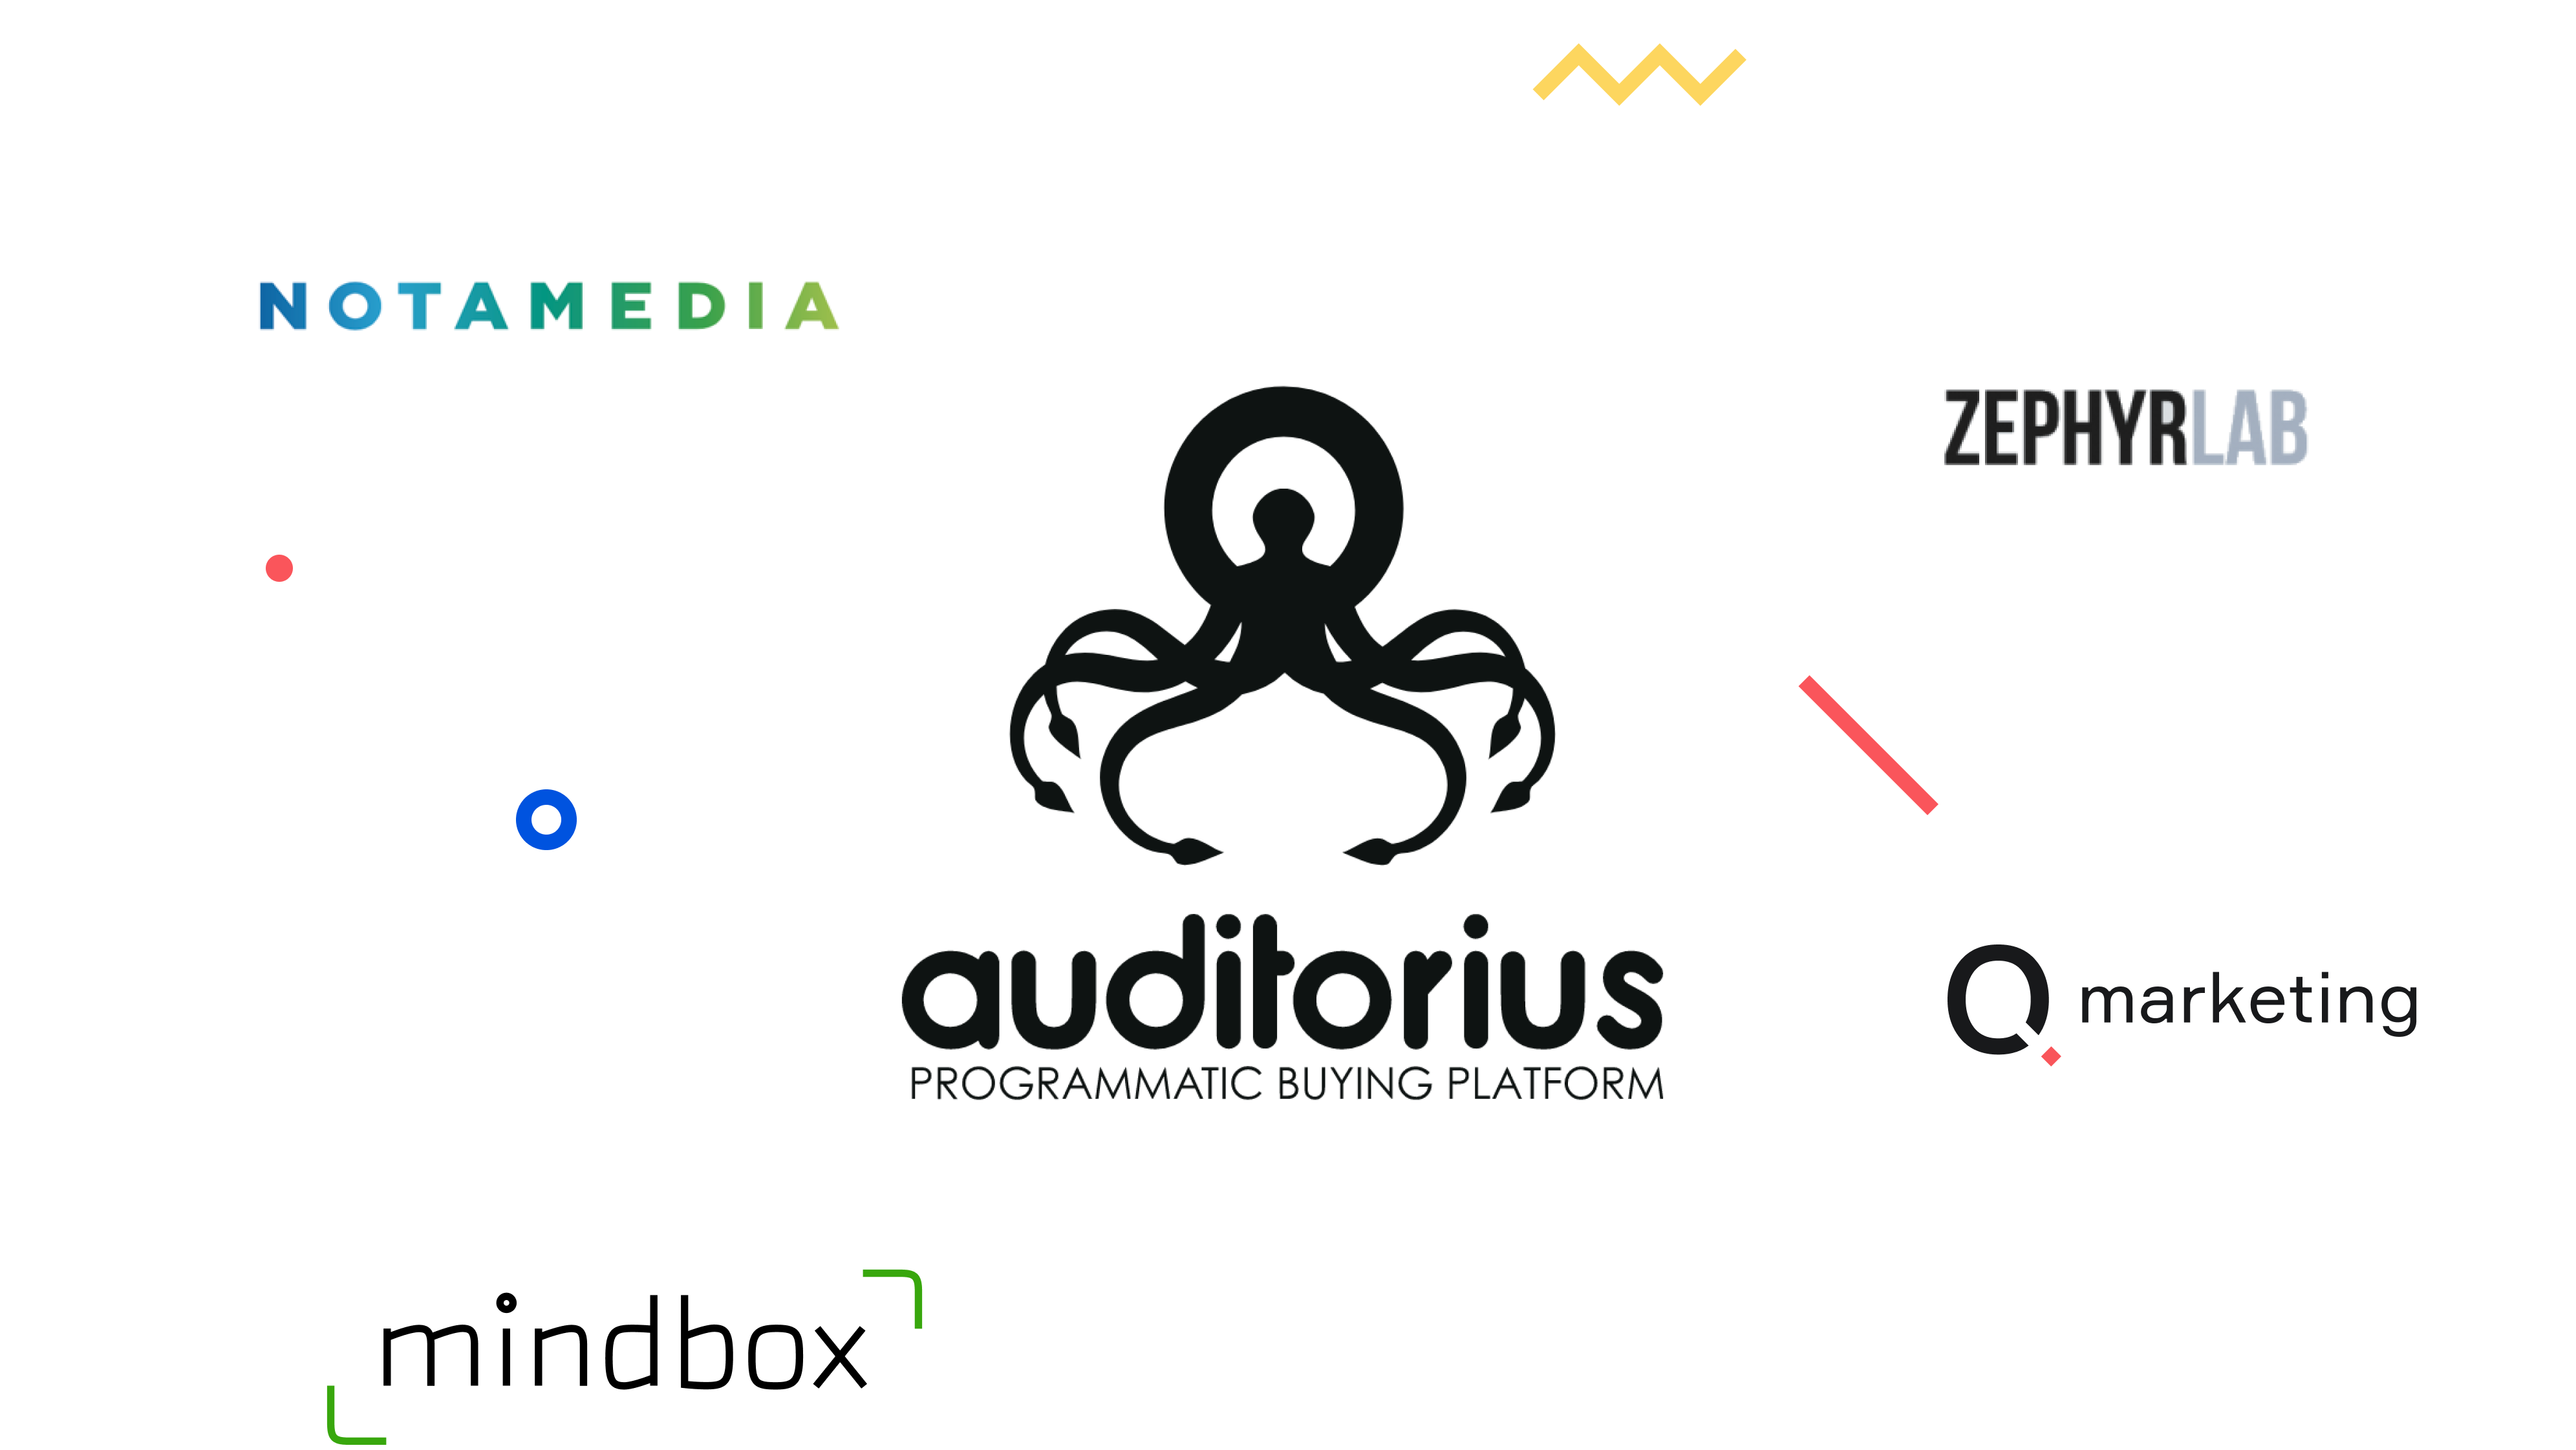 NOTAMEDIA
ZEPHYRLAB
auditorius
PROGRAMMATIC BUYING PLATFORM
Q marketing
mindbox